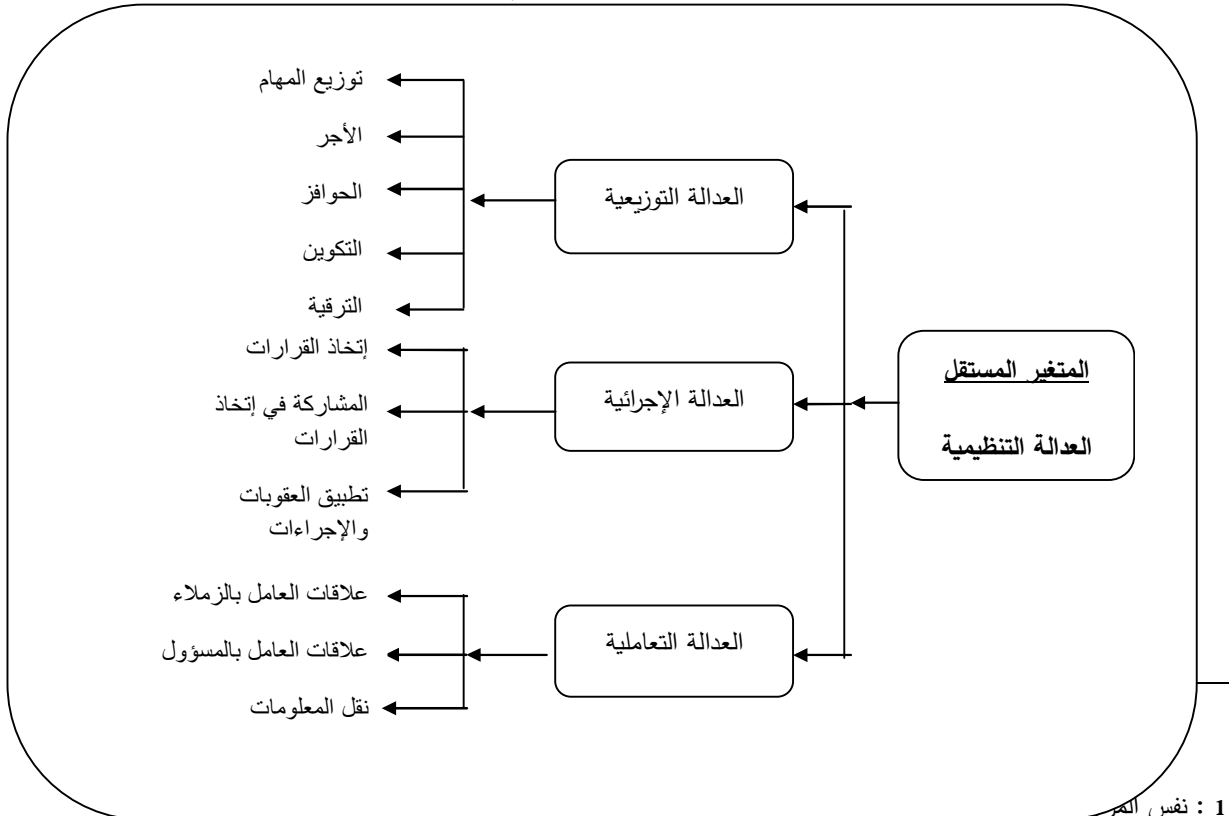 المتغير المستقل
العدالة التنظيمية
العدالة التوزيعية
توزيع المهام
الأجر
الحوافز
التكوين
الترقية
العدالة الإجرائية
إتخاذ القرارات
المشاركة في إتخاذ
القرارات
تطبيق العقوبات
والإجراءات
العدالة التعاملية
علاقات العامل بالزملاء
علاقات العامل بالمسؤول
نقل المعلومات
1 : نفس